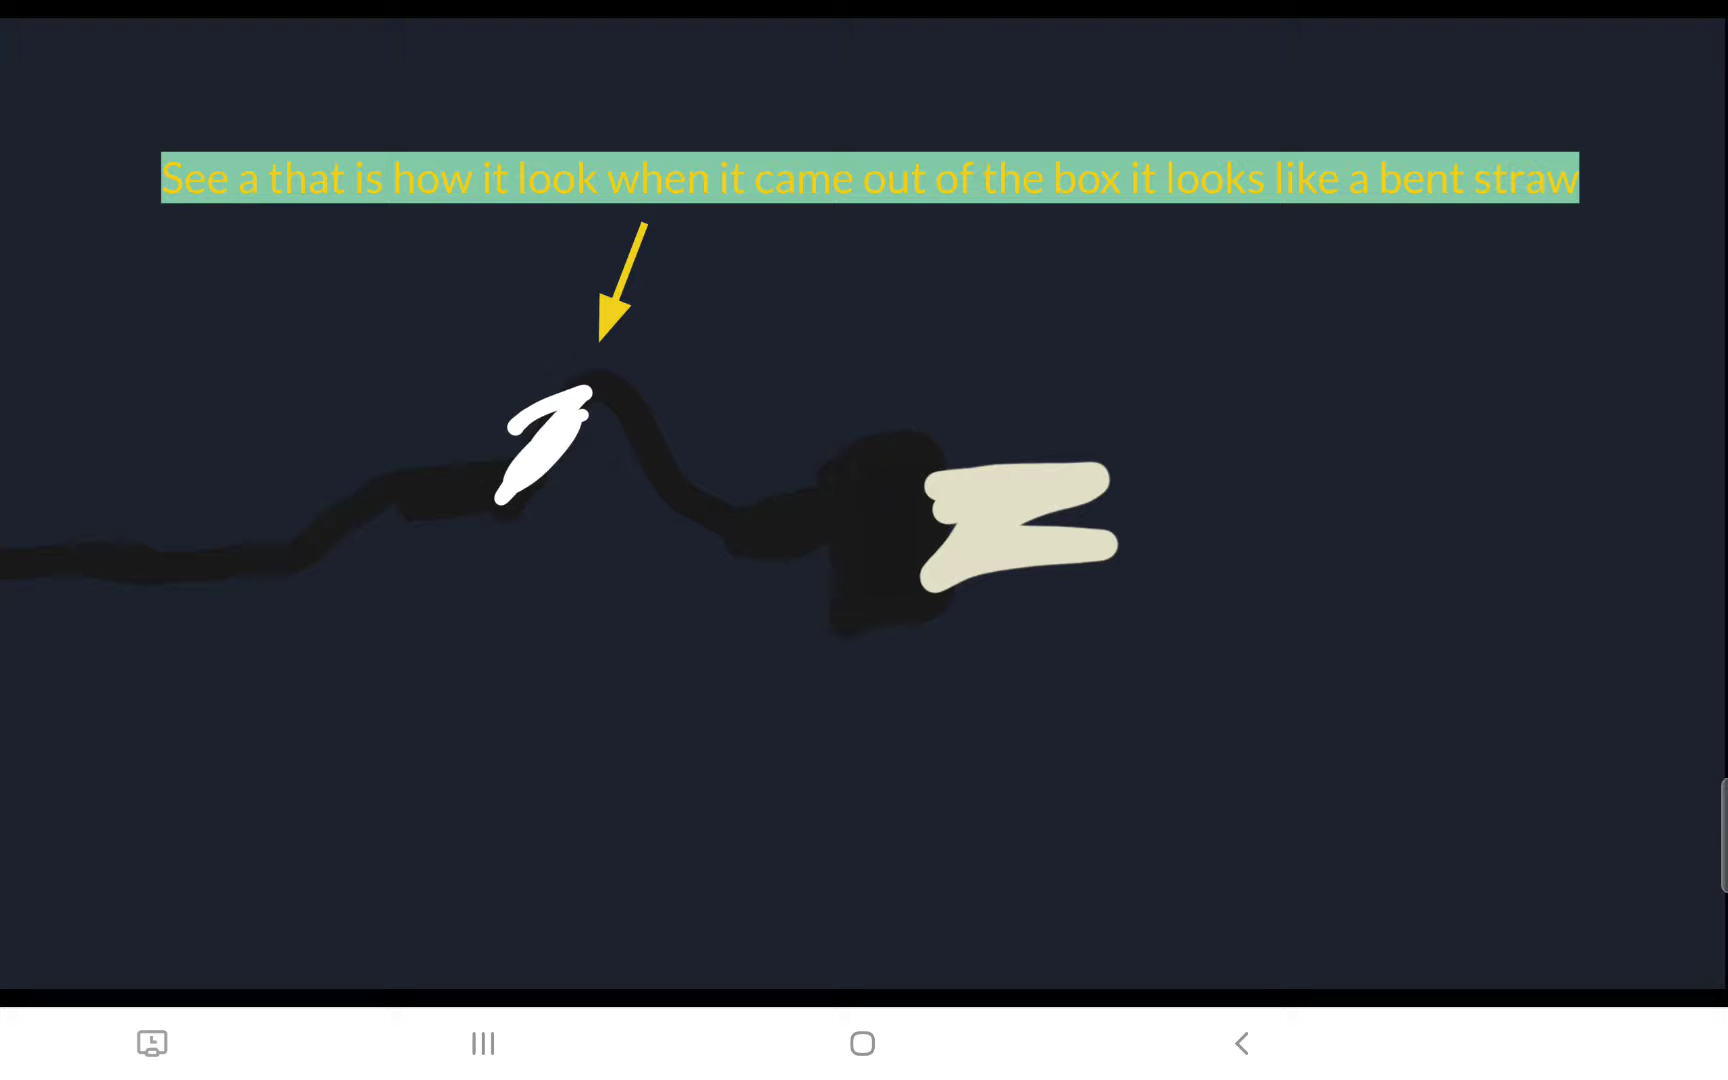 See a that is how it look when it came out of the box it looks like a bent straw